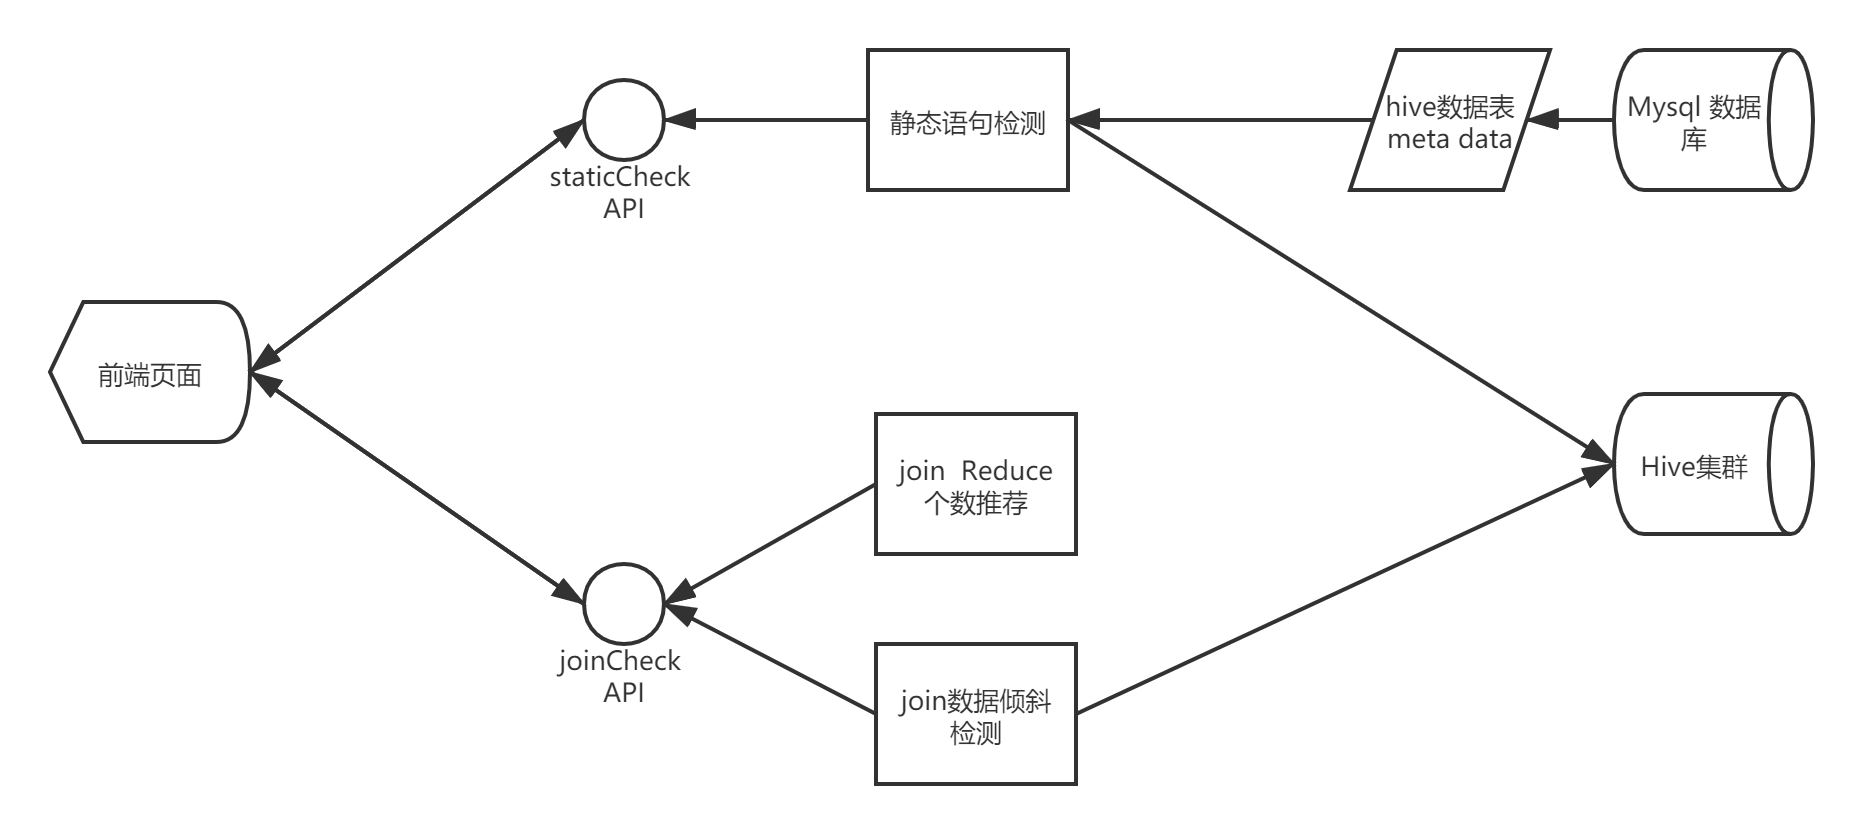 静态语句检测
hive数据表
meta data
Mysql 数据
库
staticCheck
API
前端页面
join  Reduce
个数推荐
Hive集群
joinCheck
API
join数据倾斜
检测